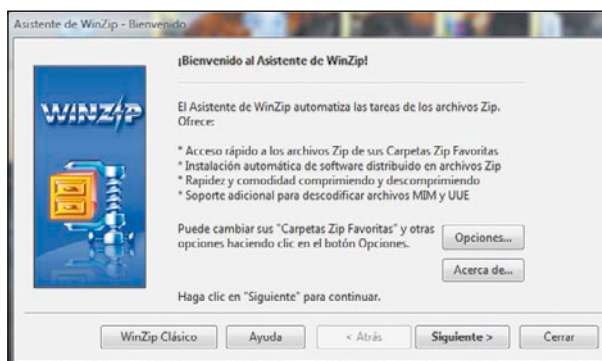 Asistente de WinZip - Bienvenido
¡Bienvenido al Asistente de WinZip!
WINZIP
El Asistente de WinZip automatiza las tareas de los archivos Zip.
Ofrece:
* Acceso rápido a los archivos Zip de sus Carpetas Zip Favoritas
* Instalación automática de software distribuido en archivos Zip
* Rapidez y comodidad comprimiendo y descomprimiendo
* Soporte adicional para descodificar archivos MIM y UUE
Puede cambiar sus "Carpetas Zip Favoritas" y otras
opciones haciendo clic en el botón Opciones.
Opciones...
Acerca de...
Haga clic en "Siguiente" para continuar.
WinZip Clásico Ayuda < Atrás Siguiente > Cerrar